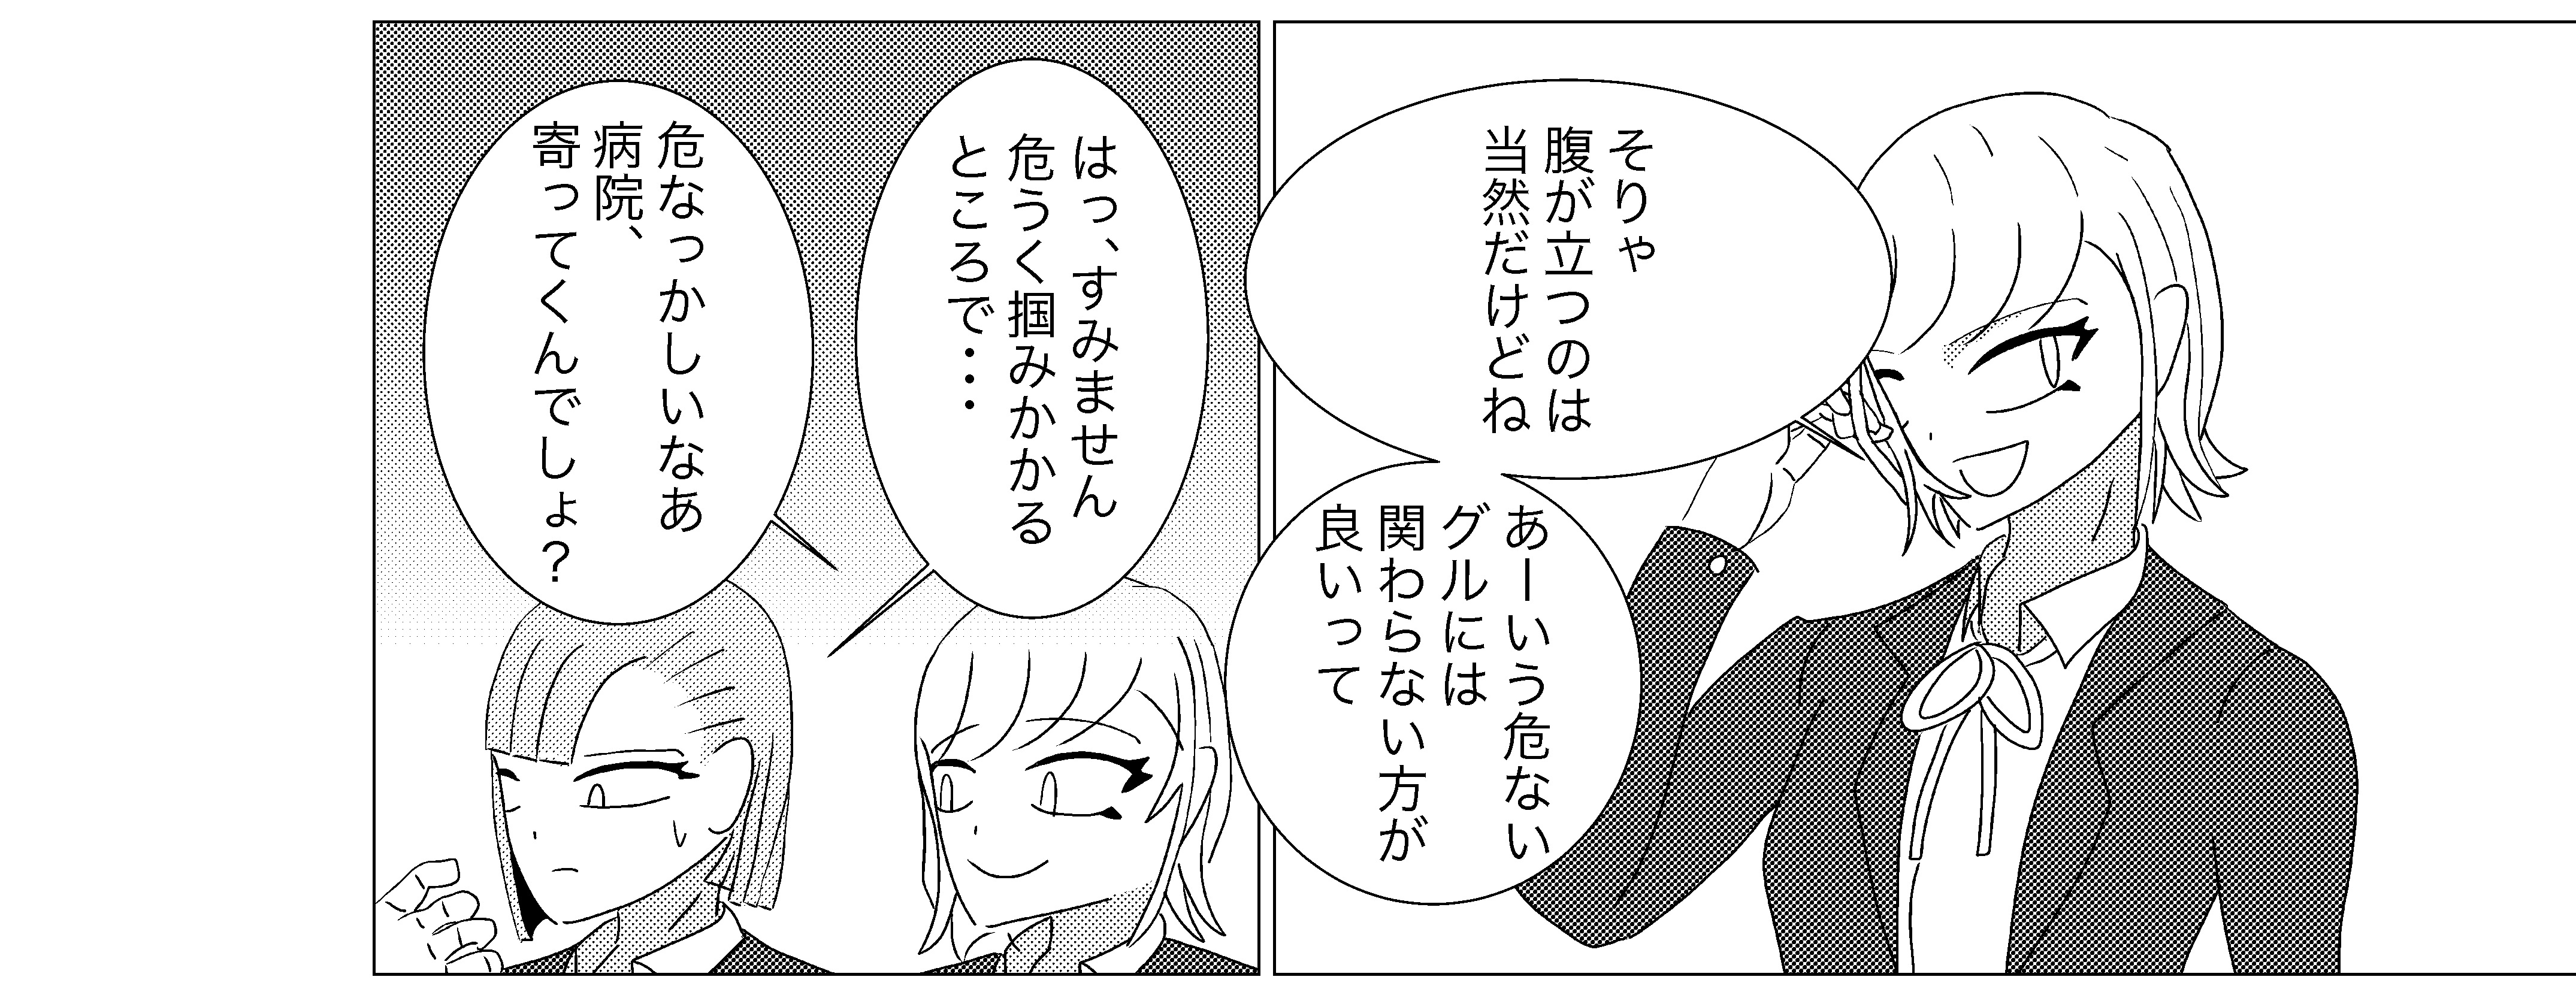 そりゃ
腹が立つのは
当然だけどね
あーいう危ない
グルには
関わらない方が
良いって
はっ、すみません
危うく掴みかかる
ところで・・・
危なっかしいなあ
病院、
寄ってくんでしょ？